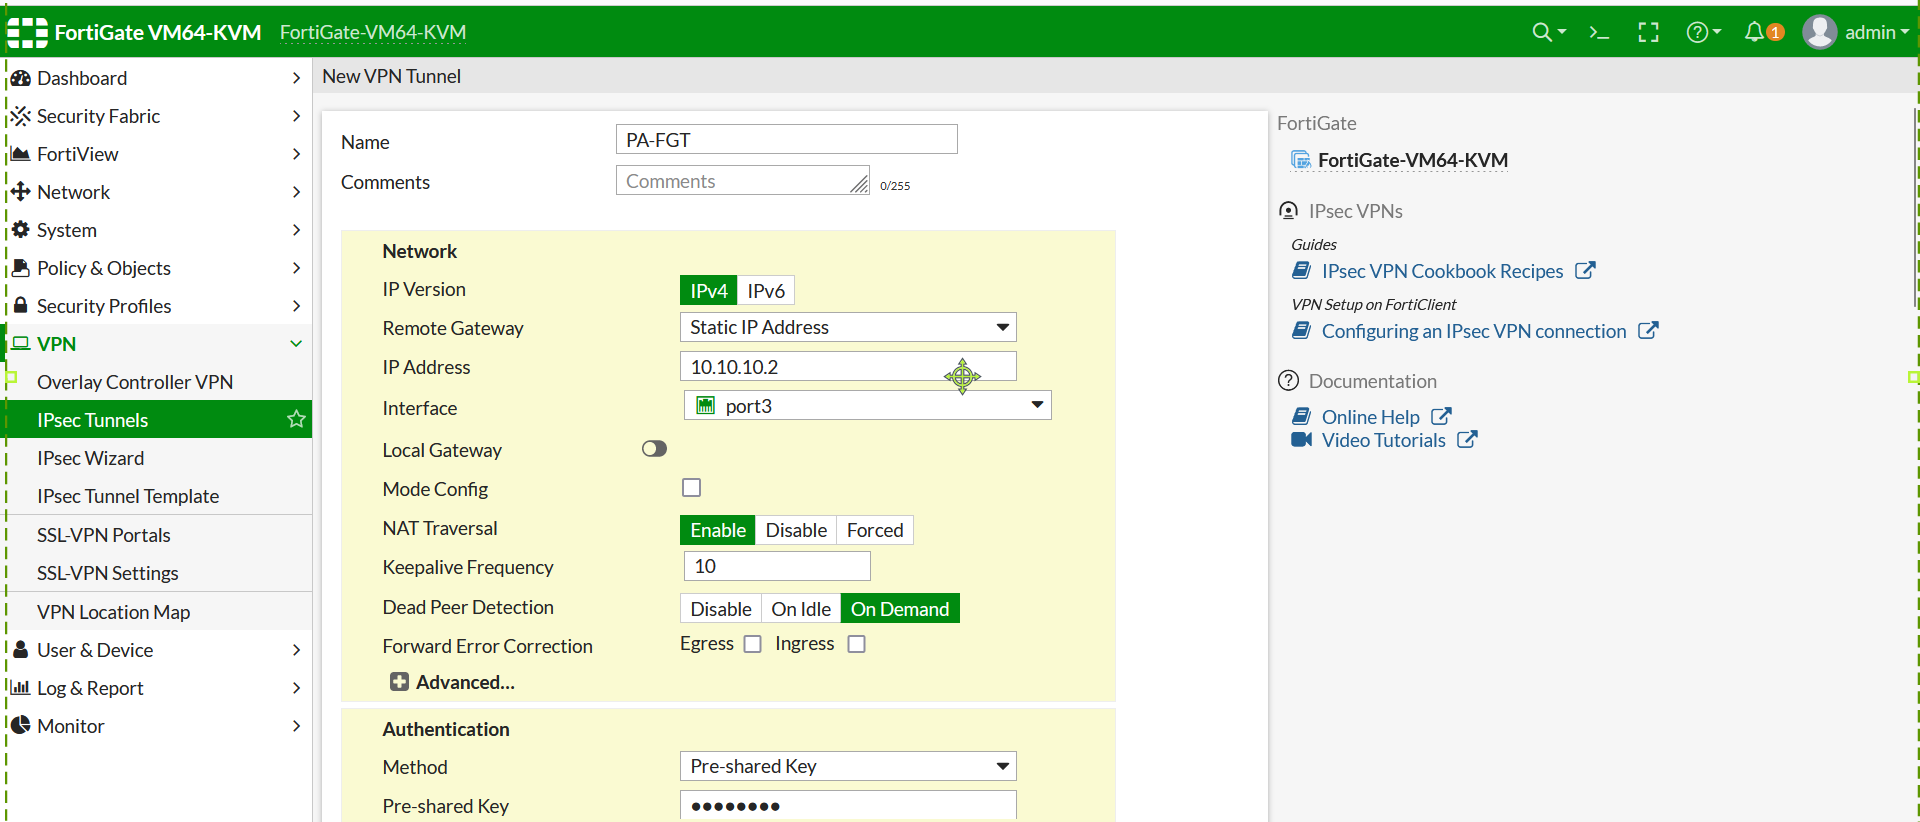 FortiGate VM64-KVM FortiGate-VM64-KVM 1 admin
Dashboard
Security Fabric
FortiView
Network
System
Policy & Objects
Security Profiles
VPN
Overlay Controller VPN
IPsec Tunnels
IPsec Wizard
IPsec Tunnel Template
SSL-VPN Portals
SSL-VPN Settings
VPN Location Map
User & Device
Log & Report
Monitor
New VPN Tunnel
Name PA-FGT
Comments Comments 0/255
Network
IP Version IPv4 IPv6
Remote Gateway Static IP Address
IP Address 10.10.10.2
Interface port3
Local Gateway
Mode Config
NAT Traversal Enable Disable Forced
Keepalive Frequency 10
Dead Peer Detection Disable On Idle On Demand
Forward Error Correction Egress Ingress
Advanced...
Authentication
Method Pre-shared Key
Pre-shared Key ●●●●●●●●
FortiGate
FortiGate-VM64-KVM
IPsec VPNs
Guides
IPsec VPN Cookbook Recipes
VPN Setup on FortiClient
Configuring an IPsec VPN connection
Documentation
Online Help
Video Tutorials